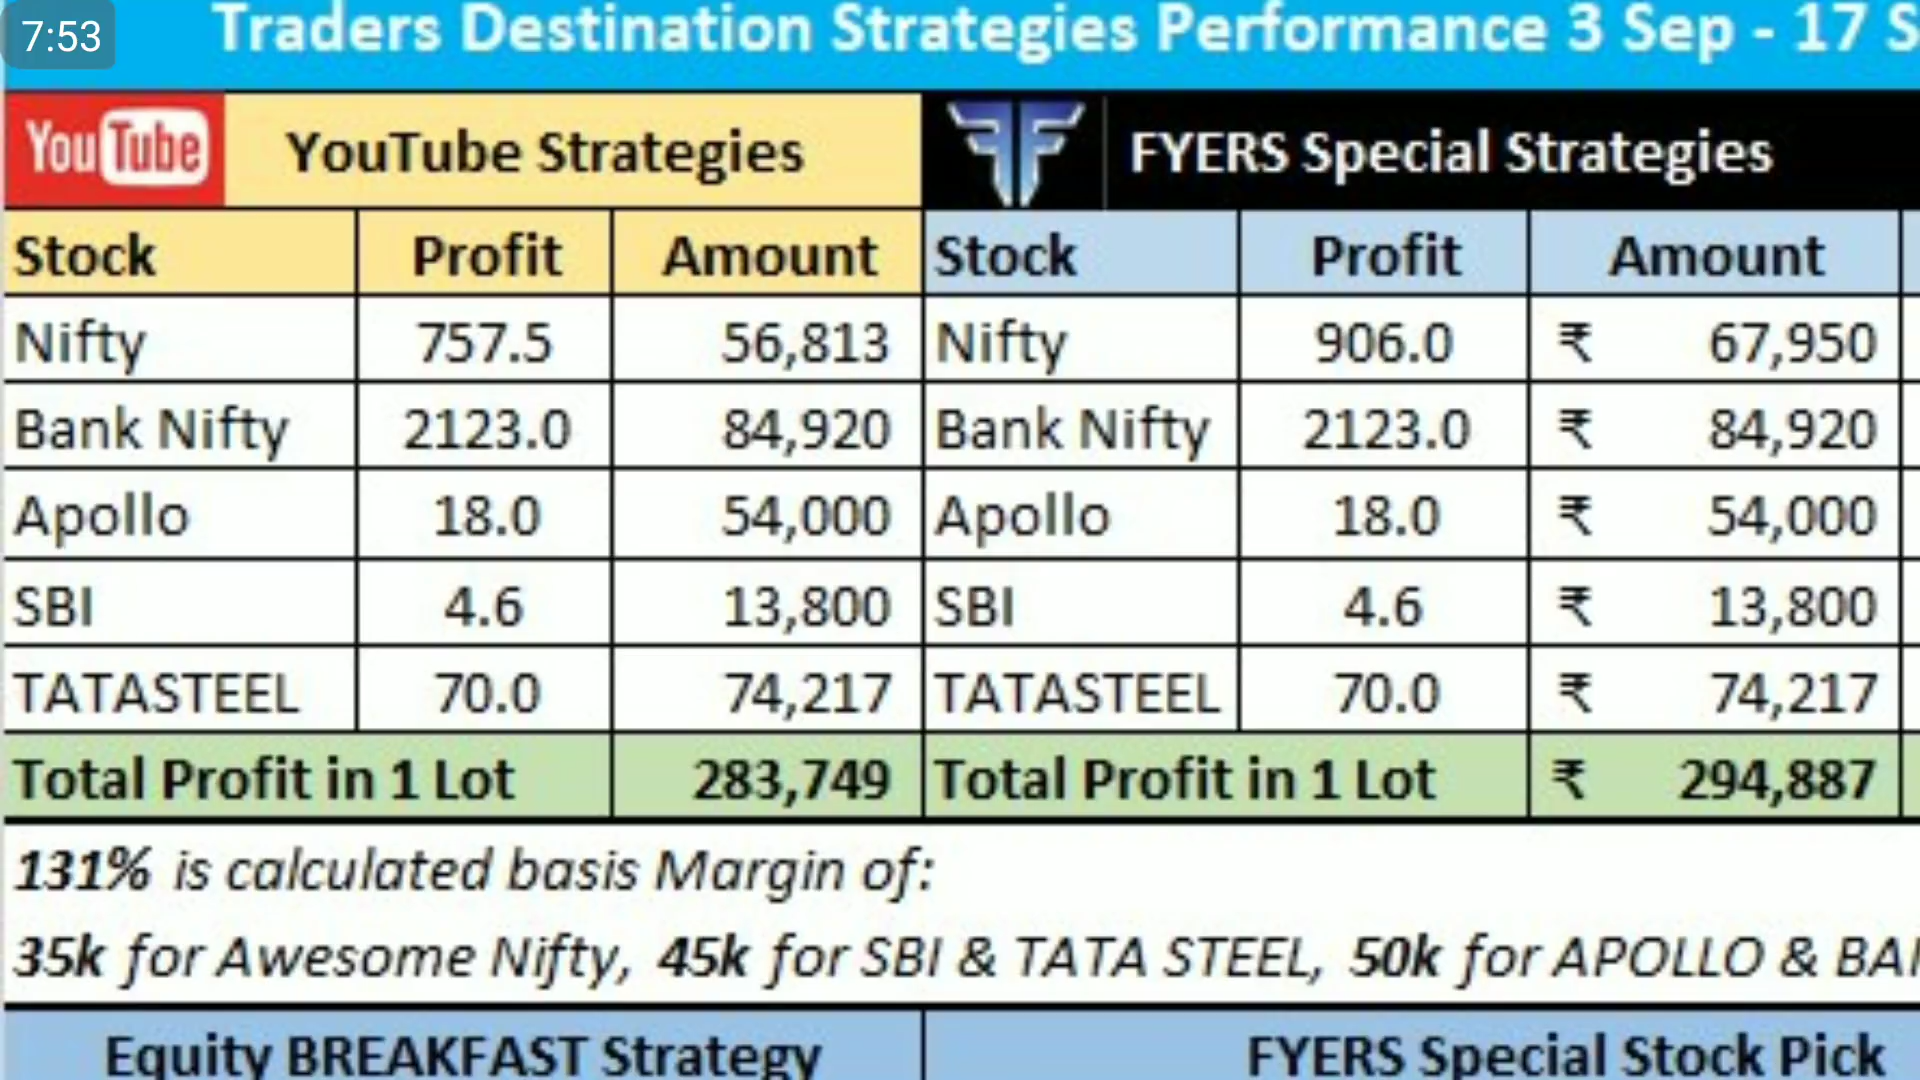 7:53
Traders Destination Strategies Performance 3 Sep - 17 S
YouTube YouTube Strategies FYERS Special Strategies
Stock Profit Amount Stock Profit Amount
Nifty 757.5 56,813 Nifty 906.0 ₹ 67,950
Bank Nifty 2123.0 84,920 Bank Nifty 2123.0 ₹ 84,920
Apollo 18.0 54,000 Apollo 18.0 ₹ 54,000
SBI 4.6 13,800 SBI 4.6 ₹ 13,800
TATASTEEL 70.0 74,217 TATASTEEL 70.0 ₹ 74,217
Total Profit in 1 Lot 283,749 Total Profit in 1 Lot ₹ 294,887
131% is calculated basis Margin of:
35k for Awesome Nifty, 45k for SBI & TATA STEEL, 50k for APOLLO & BA
Equity BREAKFAST Strategy FYERS Special Stock Pick